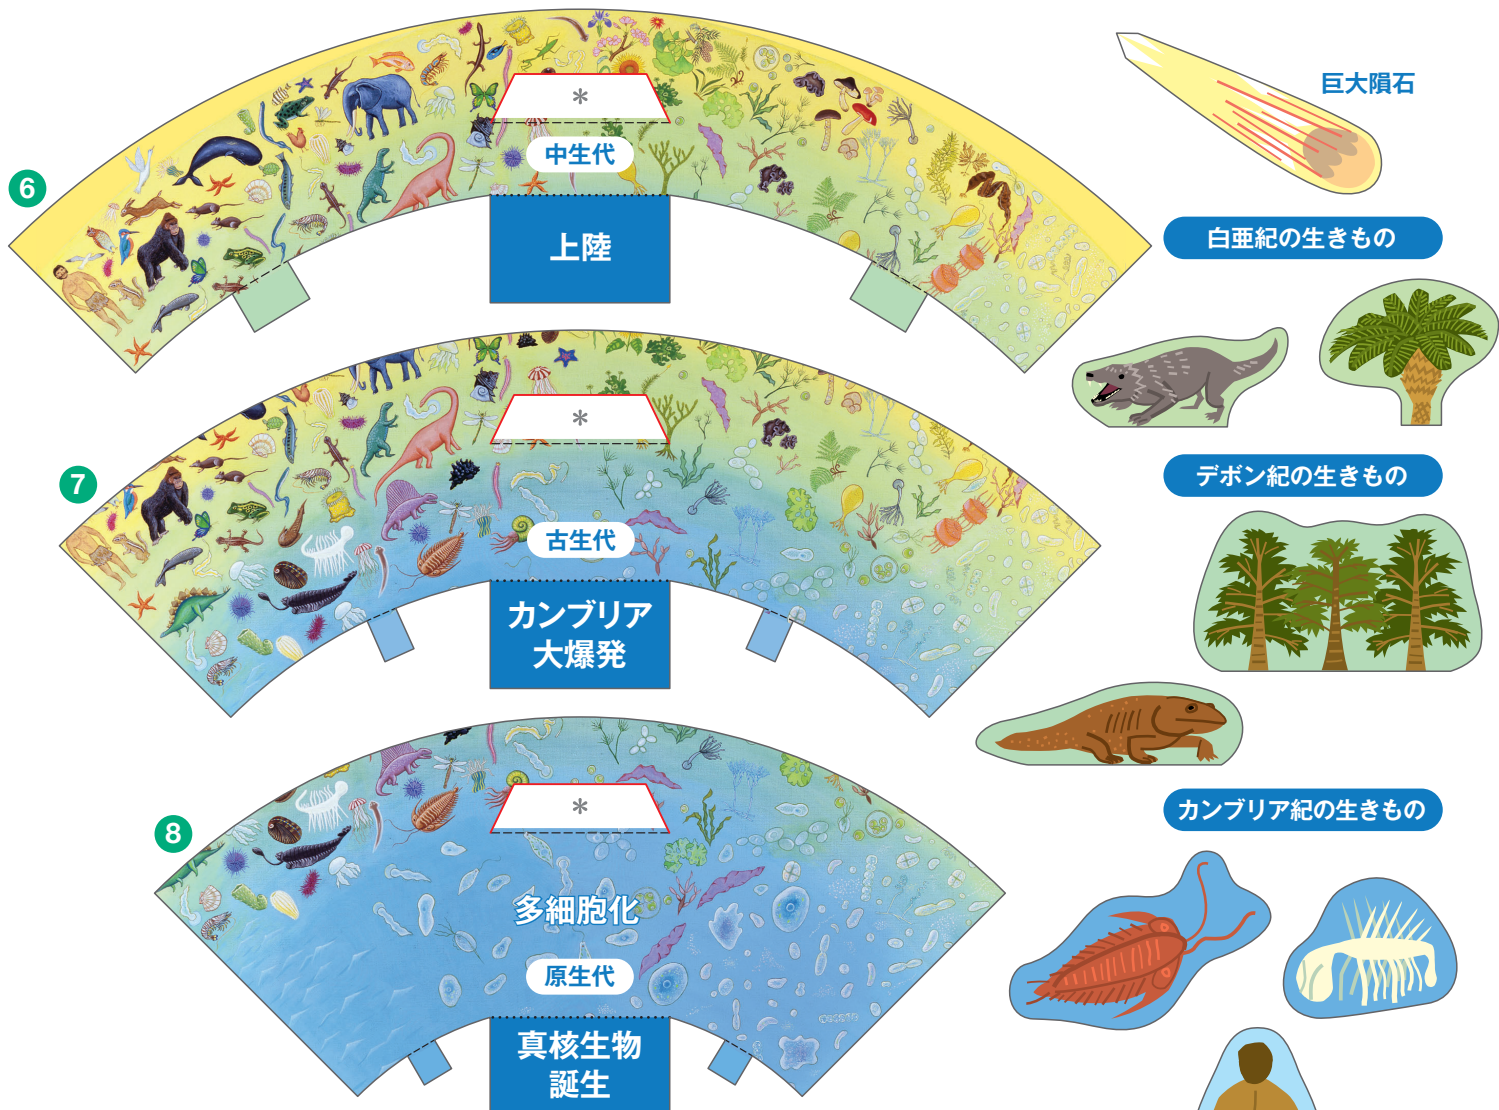 巨大隕石
6
＊
中生代
上陸
白亜紀の生きもの
7
＊
古生代
カンブリア
大爆発
デボン紀の生きもの
8
＊
多細胞化
原生代
真核生物
誕生
カンブリア紀の生きもの